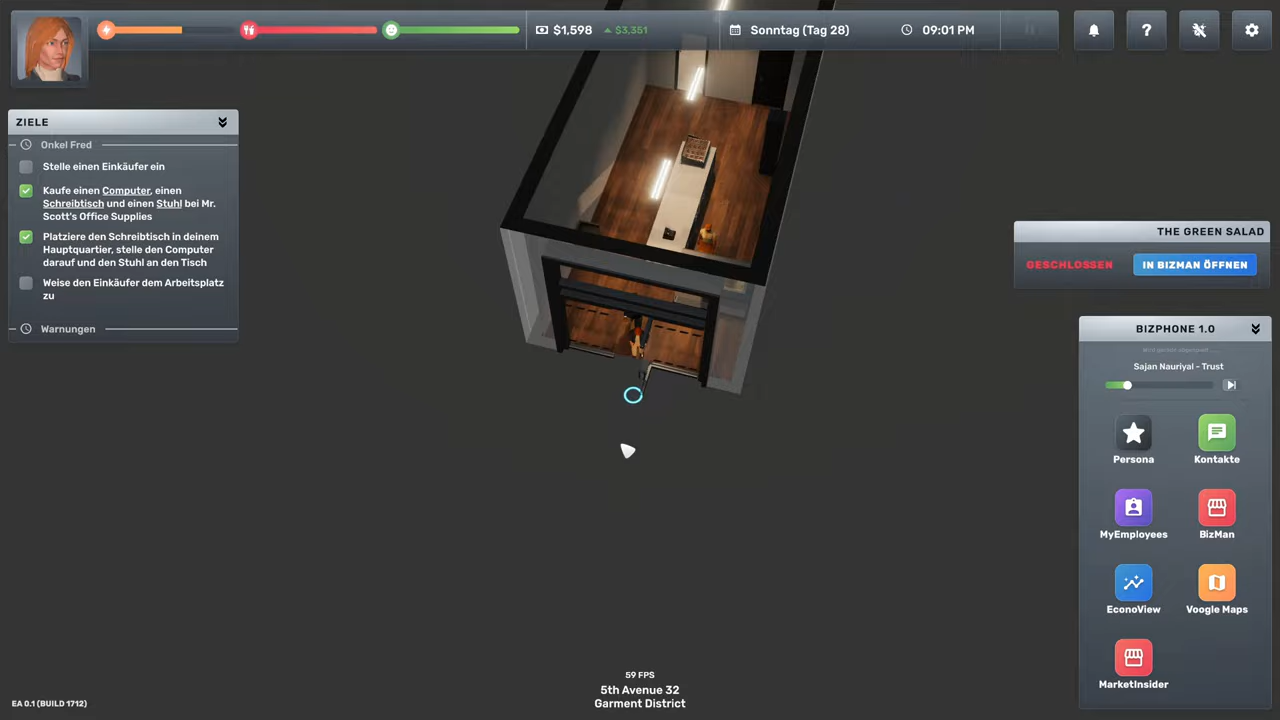 $1,598
$3,351
Sonntag (Tag 28)
09:01 PM
?
ZIELE
Onkel Fred
Stelle einen Einkäufer ein
Kaufe einen Computer, einen
Schreibtisch und einen Stuhl bei Mr.
Scott's Office Supplies
Platziere den Schreibtisch in deinem
Hauptquartier, stelle den Computer
darauf und den Stuhl an den Tisch
Weise den Einkäufer dem Arbeitsplatz
zu
Warnungen
THE GREEN SALAD
GESCHLOSSEN
IN BIZMAN ÖFFNEN
BIZPHONE 1.0
Sajan Nauriyal - Trust
Persona
Kontakte
MyEmployees
BizMan
EconoView
Voogle Maps
MarketInsider
59 FPS
5th Avenue 32
Garment District
EA 0.1 (BUILD 1712)